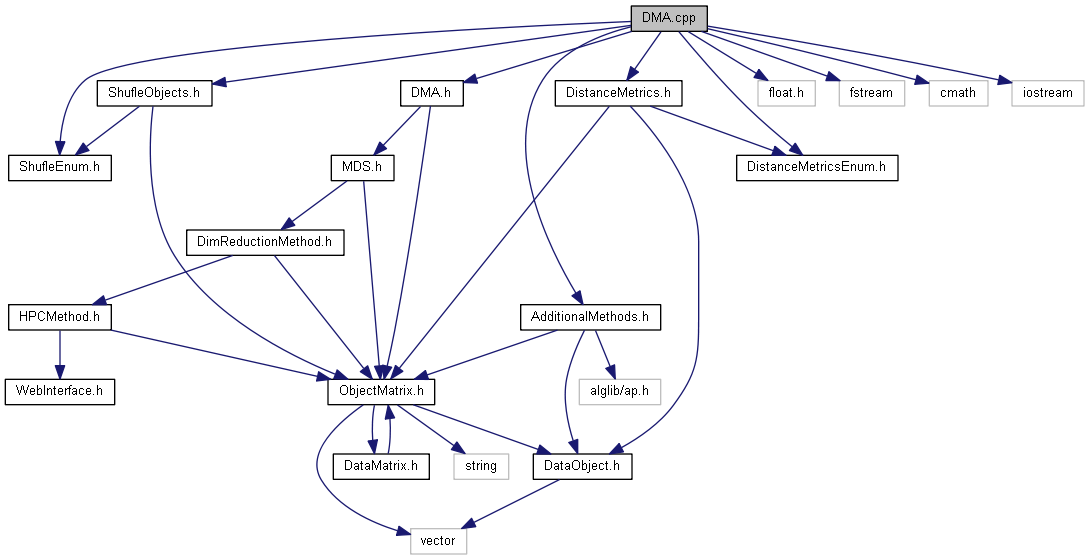 DMA.cpp
ShufleObjects.h
DMA.h
DistanceMetrics.h
float.h
fstream
cmath
iostream
ShufleEnum.h
MDS.h
DistanceMetricsEnum.h
DimReductionMethod.h
HPCMethod.h
AdditionalMethods.h
WebInterface.h
ObjectMatrix.h
alglib/ap.h
DataMatrix.h
string
DataObject.h
vector